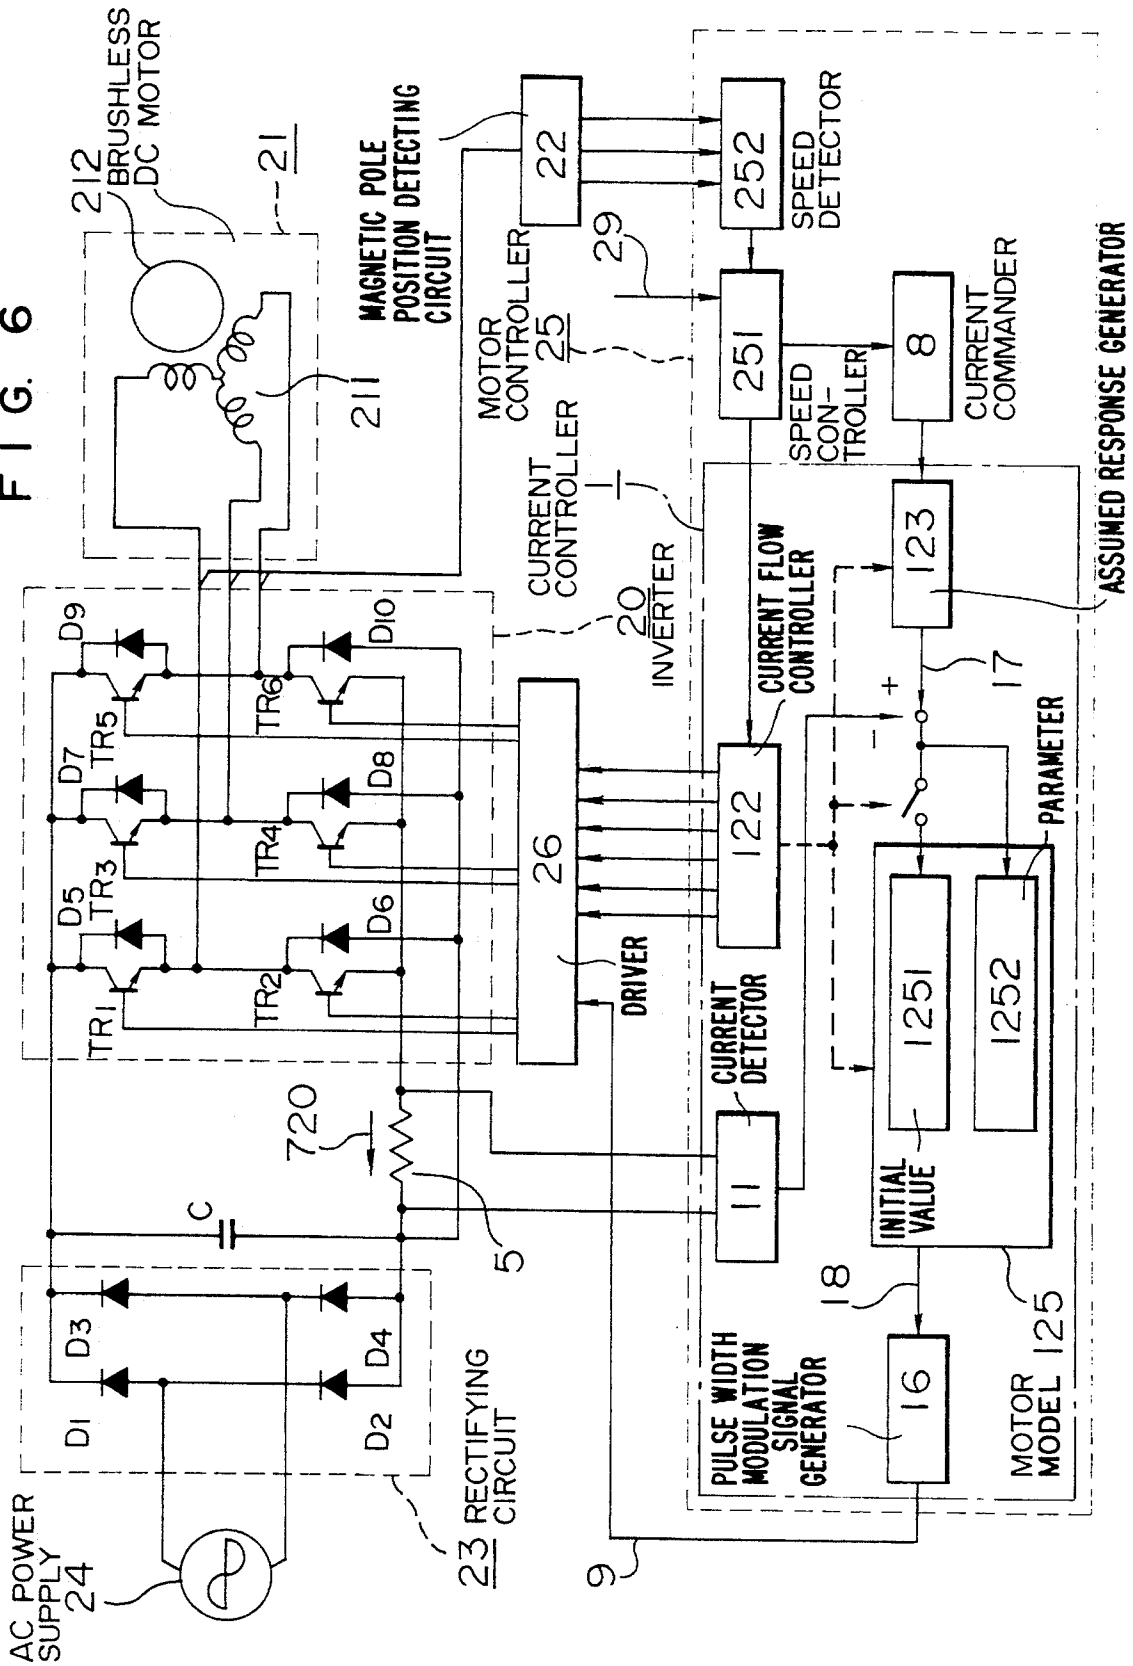 FIG. 6
AC POWER
SUPPLY
24
23 RECTIFYING
CIRCUIT
D1
D3
D2
D4
C
720
5
TR1
D5
TR3
D7
TR5
D9
TR2
D6
TR4
D8
TR6
D10
20
INVERTER
212
BRUSHLESS
DC MOTOR
21
211
MAGNETIC POLE
POSITION DETECTING
CIRCUIT
22
26
DRIVER
MOTOR
CONTROLLER
25
29
CURRENT
CONTROLLER
1
252
SPEED
DETECTOR
251
SPEED
CON-
TROLLER
8
CURRENT
COMMANDER
CURRENT FLOW
CONTROLLER
122
CURRENT
DETECTOR
11
123
ASSUMED RESPONSE GENERATOR
17
+
−
PARAMETER
1251
1252
INITIAL
VALUE
18
125
MOTOR
MODEL
PULSE WIDTH
MODULATION
SIGNAL
GENERATOR
16
9